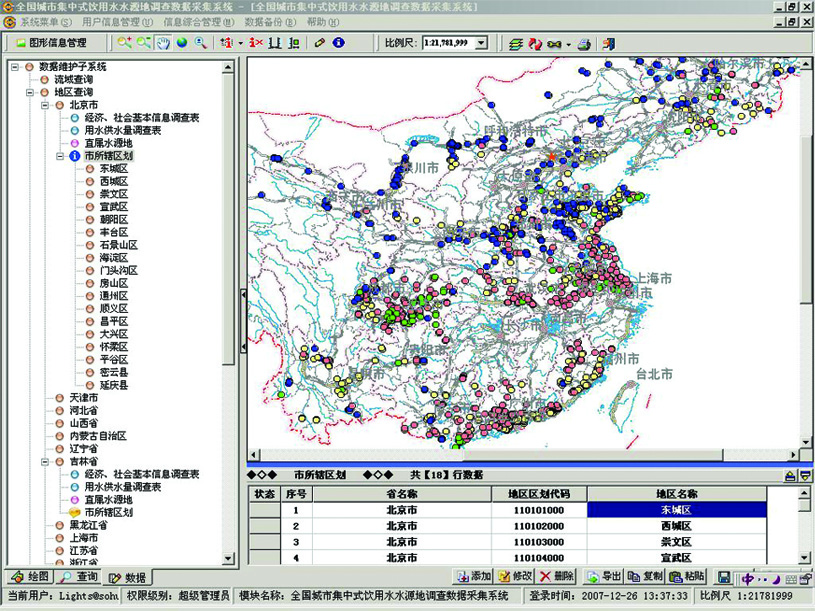 全国城市集中式饮用水水源地调查数据采集系统 - [全国城市集中式饮用水水源地调查数据采集系统]
系统菜单(S) 用户信息管理(U) 信息综合管理(M) 数据备份(B) 帮助(H)
图形信息管理 比例尺: 1:21,781,999
数据维护子系统
流域查询
地区查询
北京市
经济、社会基本信息调查表
用水供水量调查表
直属水源地
市所辖区划
东城区
西城区
崇文区
宣武区
朝阳区
丰台区
石景山区
海淀区
门头沟区
房山区
通州区
顺义区
昌平区
大兴区
怀柔区
平谷区
密云县
延庆县
天津市
河北省
山西省
内蒙古自治区
辽宁省
吉林省
经济、社会基本信息调查表
用水供水量调查表
直属水源地
市所辖区划
黑龙江省
上海市
江苏省
浙江省
绘图 查询 数据
呼和浩特市
银川市
上海市
台北市
市所辖区划 共【18】行数据
状态 序号 省名称 地区区划代码 地区名称
1 北京市 110101000 东城区
2 北京市 110102000 西城区
3 北京市 110103000 崇文区
4 北京市 110104000 宣武区
添加 修改 删除 导出 复制 粘贴 中
当前用户: Lights@sohu 权限级别: 超级管理员 模块名称: 全国城市集中式饮用水水源地调查数据采集系统 登录时间: 2007-12-26 13:37:33 比例尺 1:21781999